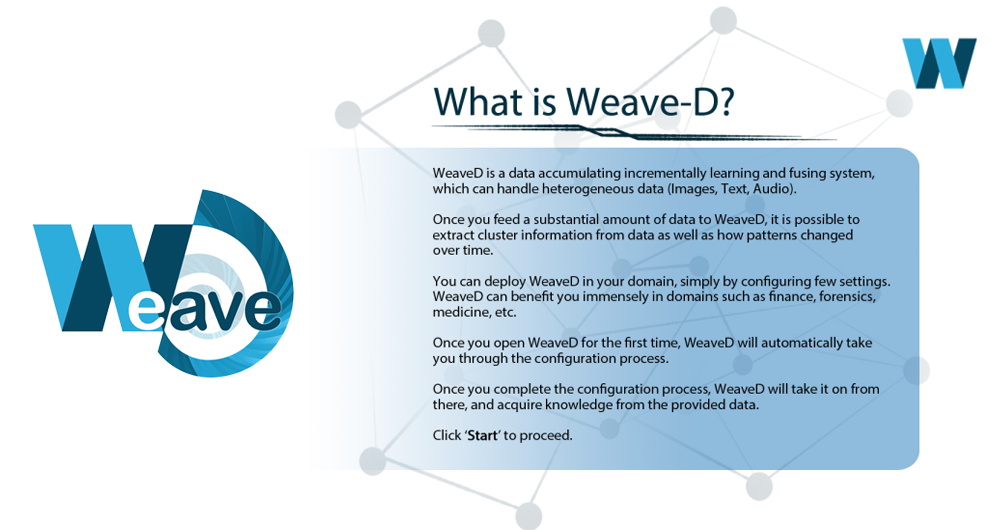 What is Weave-D?
WeaveD is a data accumulating incrementally learning and fusing system,
which can handle heterogeneous data (Images, Text, Audio).
Once you feed a substantial amount of data to WeaveD, it is possible to
extract cluster information from data as well as how patterns changed
over time.
You can deploy WeaveD in your domain, simply by configuring few settings.
WeaveD can benefit you immensely in domains such as finance, forensics,
medicine, etc.
Once you open WeaveD for the first time, WeaveD will automatically take
you through the configuration process.
Once you complete the configuration process, WeaveD will take it on from
there, and acquire knowledge from the provided data.
Click ‘Start’ to proceed.
Weave
W